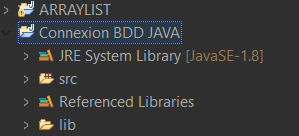 ARRAYLIST
Connexion BDD JAVA
JRE System Library [JavaSE-1.8]
src
Referenced Libraries
lib